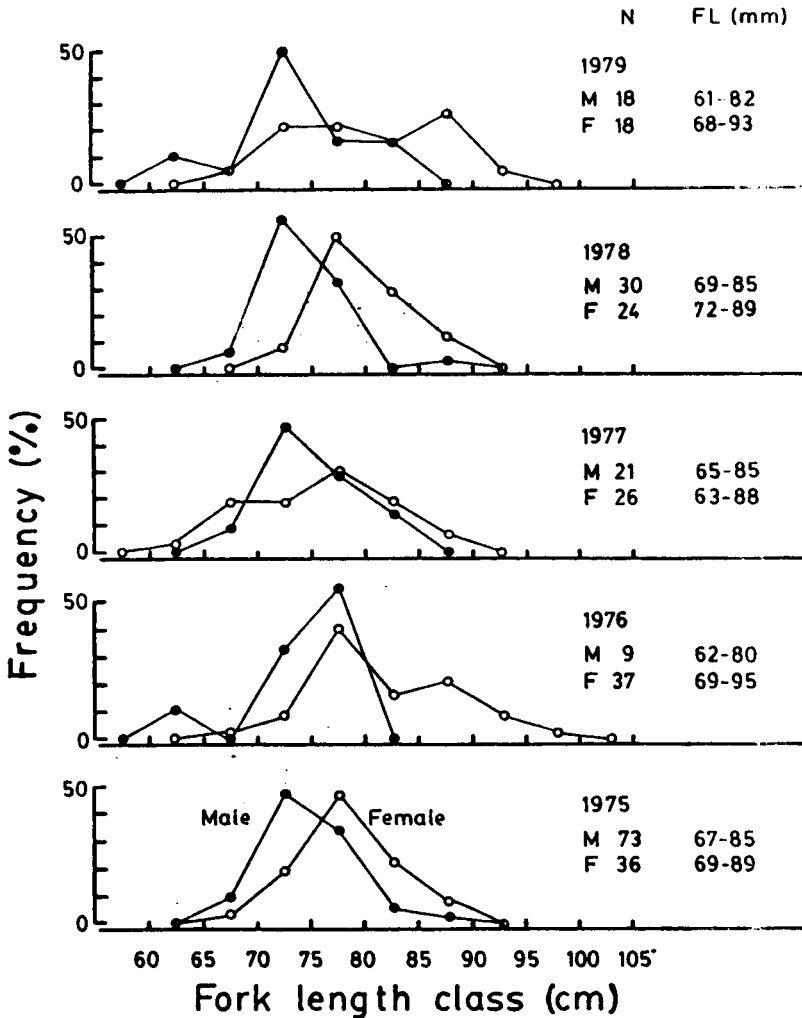 N FL (mm)
50
0
1979
M 18 61-82
F 18 68-93
50
0
1978
M 30 69-85
F 24 72-89
50
0
1977
M 21 65-85
F 26 63-88
50
0
1976
M 9 62-80
F 37 69-95
50
0
Male Female
1975
M 73 67-85
F 36 69-89
Frequency (%)
60 65 70 75 80 85 90 95 100 105
Fork length class (cm)